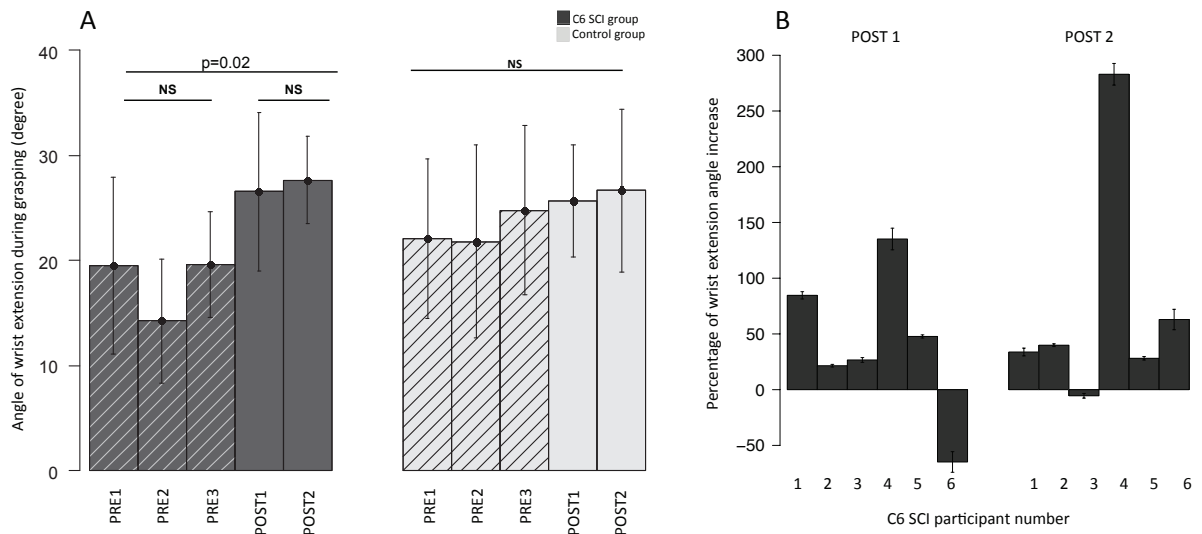 A
C6 SCI group
Control group
Angle of wrist extension during grasping (degree)
40
30
20
10
0
p=0.02
NS
NS
NS
PRE1
PRE2
PRE3
POST1
POST2
PRE1
PRE2
PRE3
POST1
POST2
B
POST 1
POST 2
Percentage of wrist extension angle increase
300
250
200
150
100
50
0
−50
1 2 3 4 5 6
1 2 3 4 5 6
C6 SCI participant number